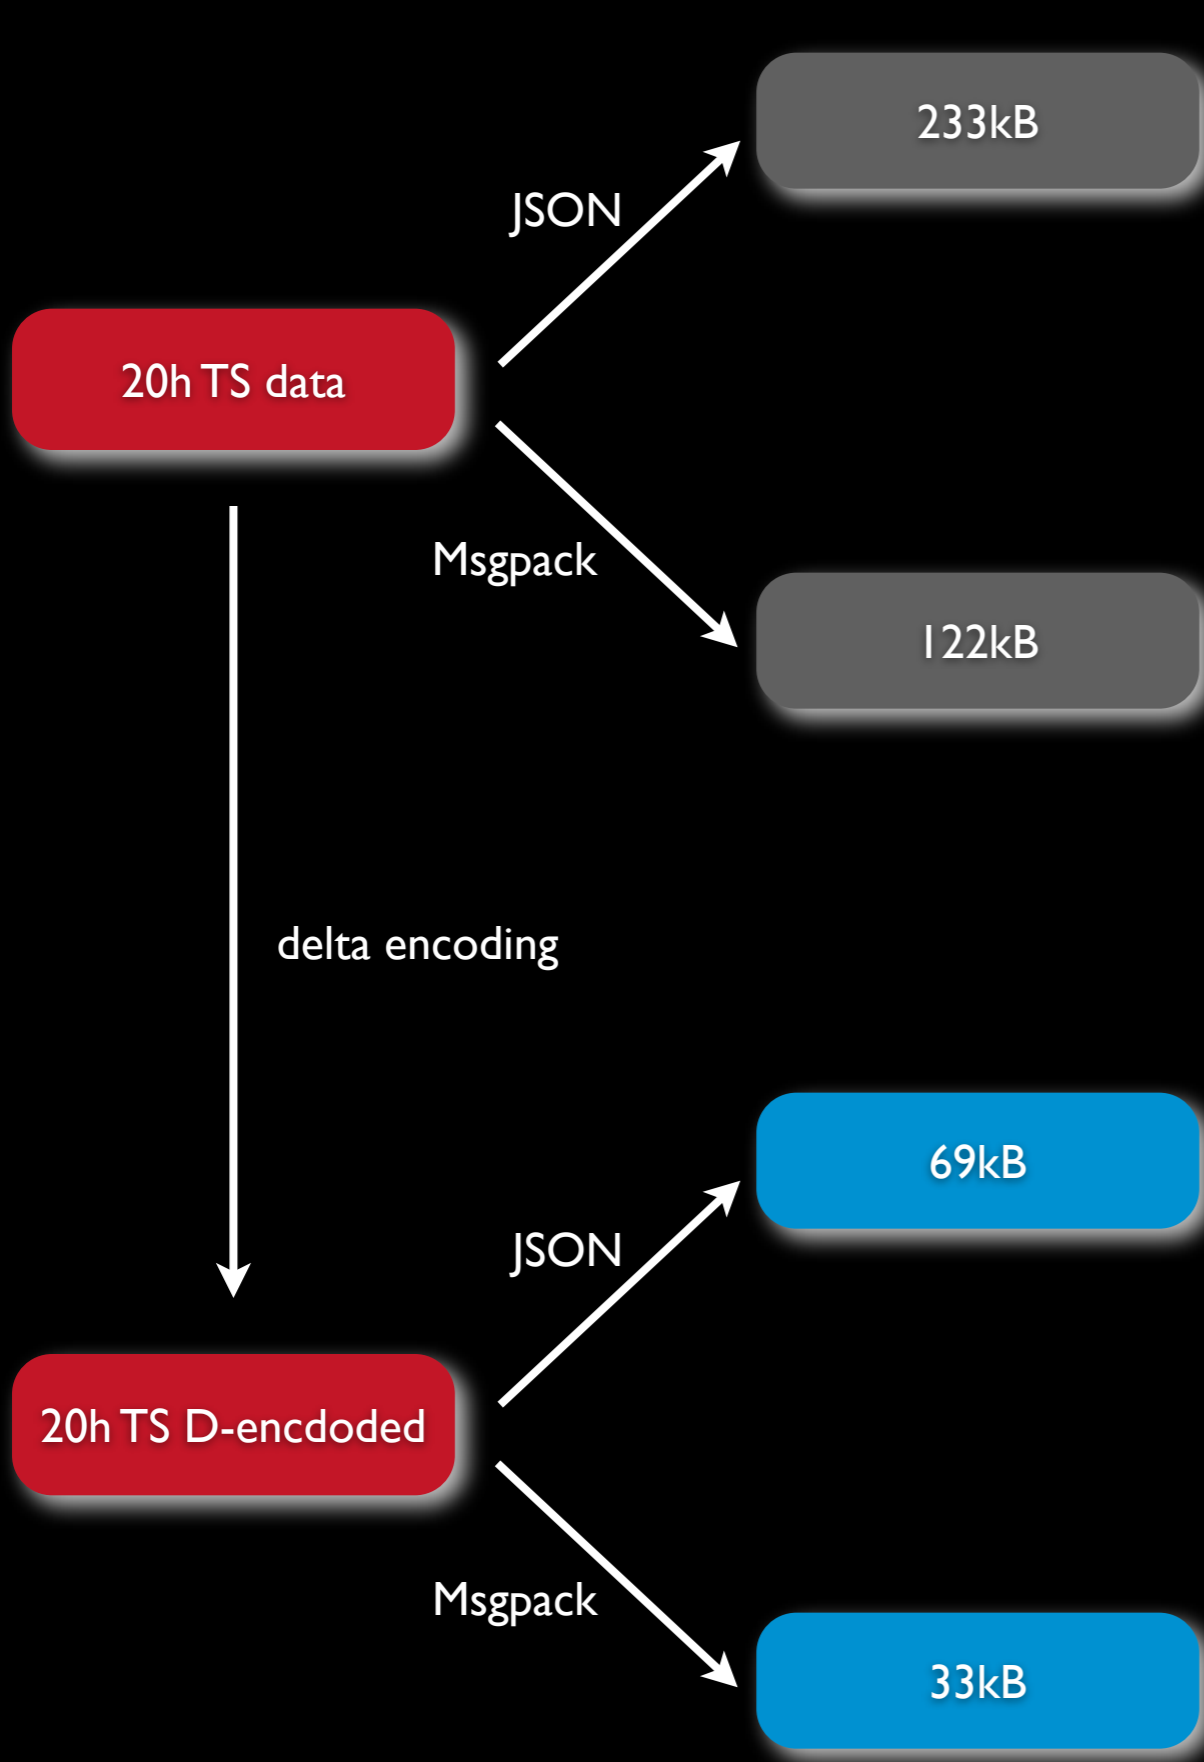 233kB
JSON
20h TS data
Msgpack
122kB
delta encoding
69kB
JSON
20h TS D-encdoded
Msgpack
33kB